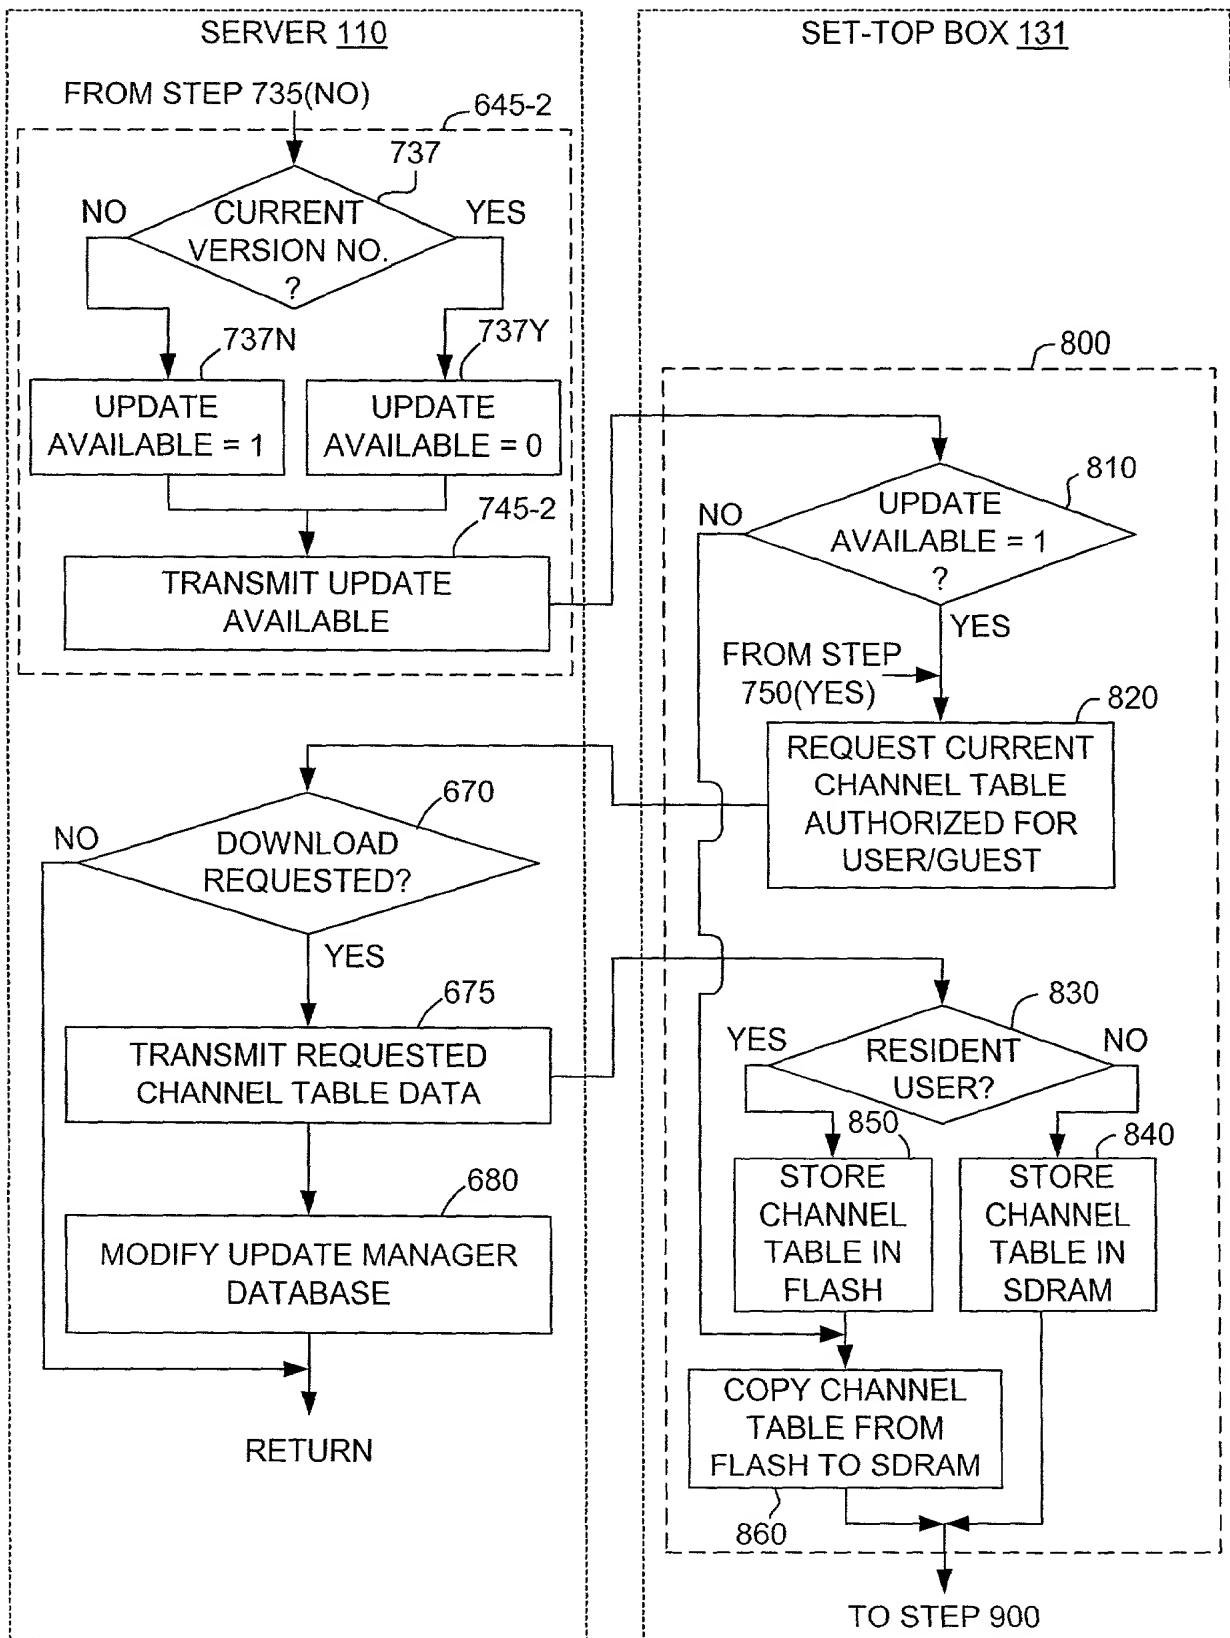 SERVER 110
FROM STEP 735(NO)
645-2
737
NO
YES
CURRENT
VERSION NO.
?
737N
737Y
UPDATE
AVAILABLE = 1
UPDATE
AVAILABLE = 0
745-2
TRANSMIT UPDATE
AVAILABLE
670
NO
DOWNLOAD
REQUESTED?
YES
675
TRANSMIT REQUESTED
CHANNEL TABLE DATA
680
MODIFY UPDATE MANAGER
DATABASE
RETURN
SET-TOP BOX 131
800
810
NO
UPDATE
AVAILABLE = 1
?
YES
FROM STEP
750(YES)
820
REQUEST CURRENT
CHANNEL TABLE
AUTHORIZED FOR
USER/GUEST
830
YES
NO
RESIDENT
USER?
850
840
STORE
CHANNEL
TABLE IN
FLASH
STORE
CHANNEL
TABLE IN
SDRAM
COPY CHANNEL
TABLE FROM
FLASH TO SDRAM
860
TO STEP 900